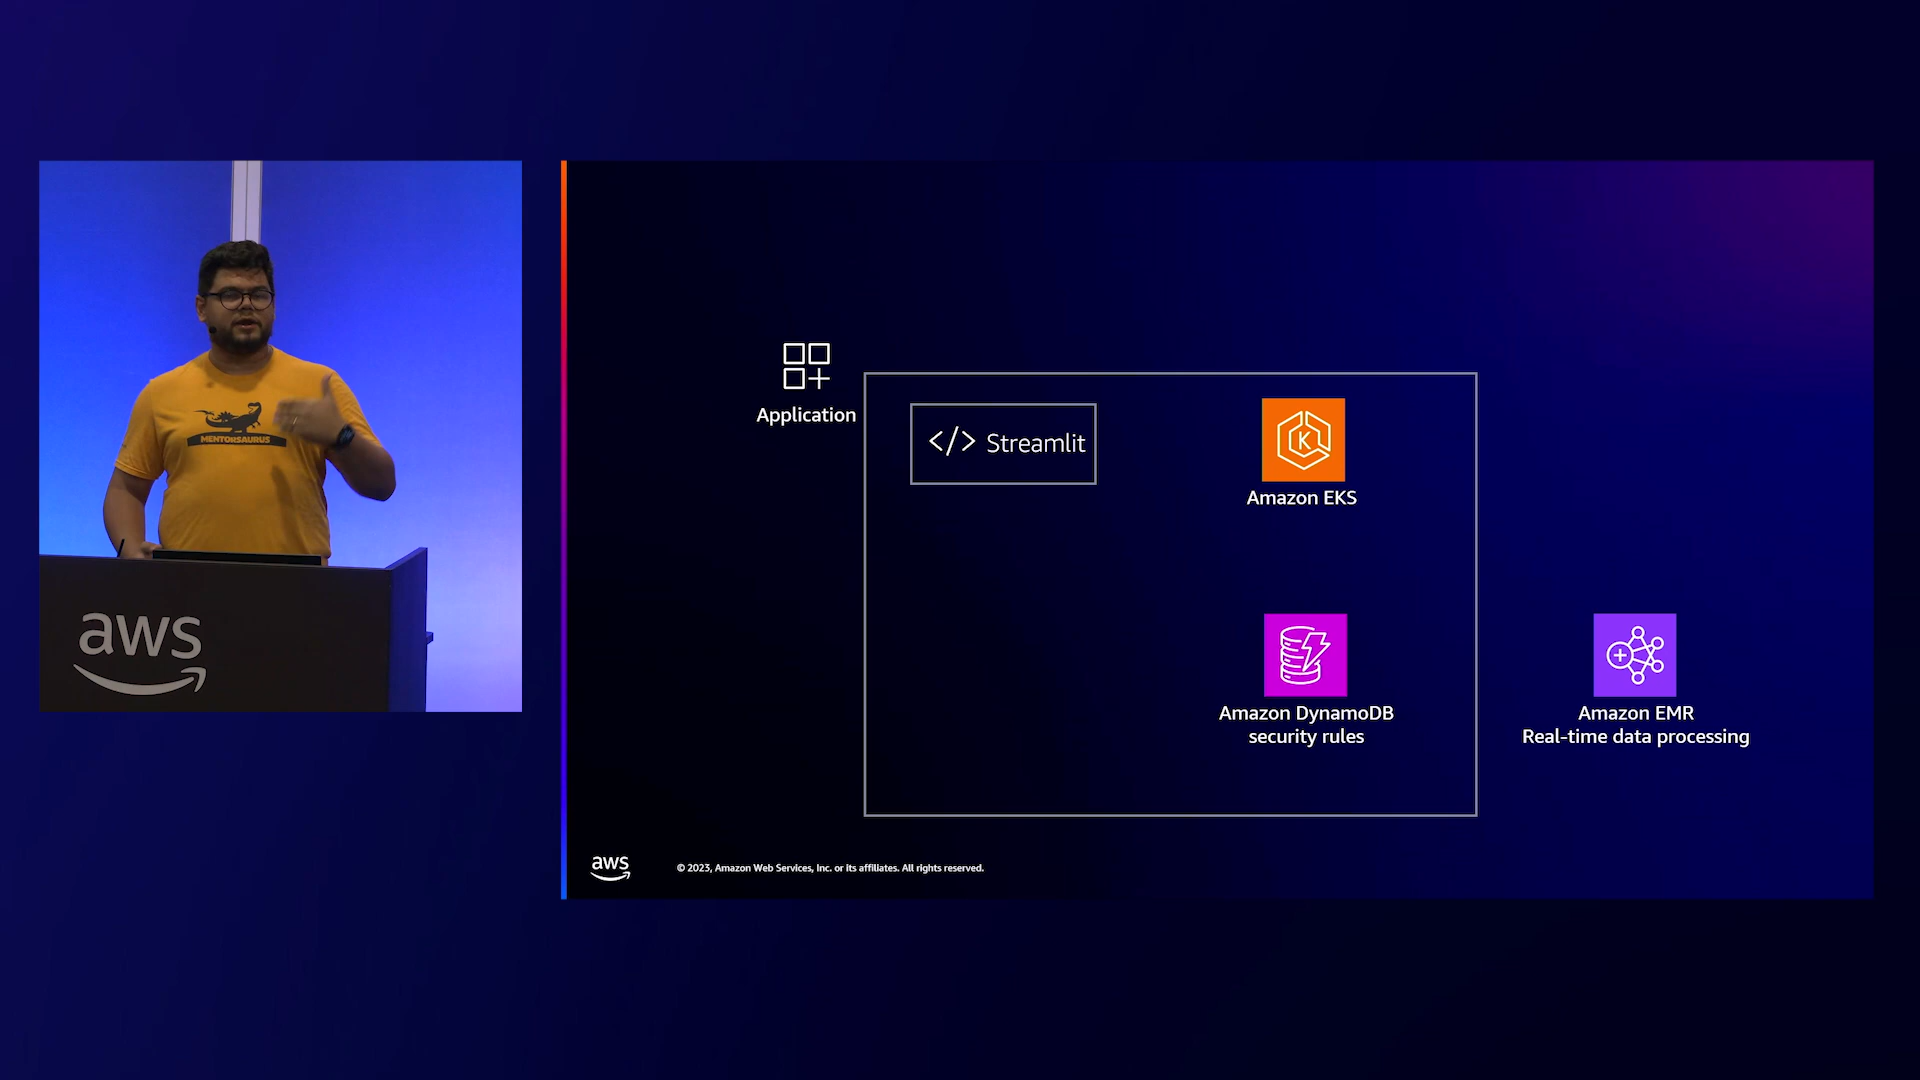 MENTORSAURUS
aws
Application
</> Streamlit
Amazon EKS
Amazon DynamoDB
security rules
Amazon EMR
Real-time data processing
aws
© 2023, Amazon Web Services, Inc. or its affiliates. All rights reserved.